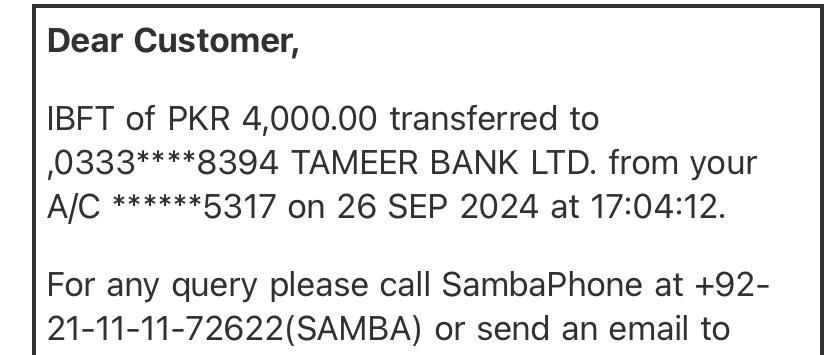 Dear Customer,
IBFT of PKR 4,000.00 transferred to
,0333****8394 TAMEER BANK LTD. from your
A/C ******5317 on 26 SEP 2024 at 17:04:12.
For any query please call SambaPhone at +92-
21-11-11-72622(SAMBA) or send an email to